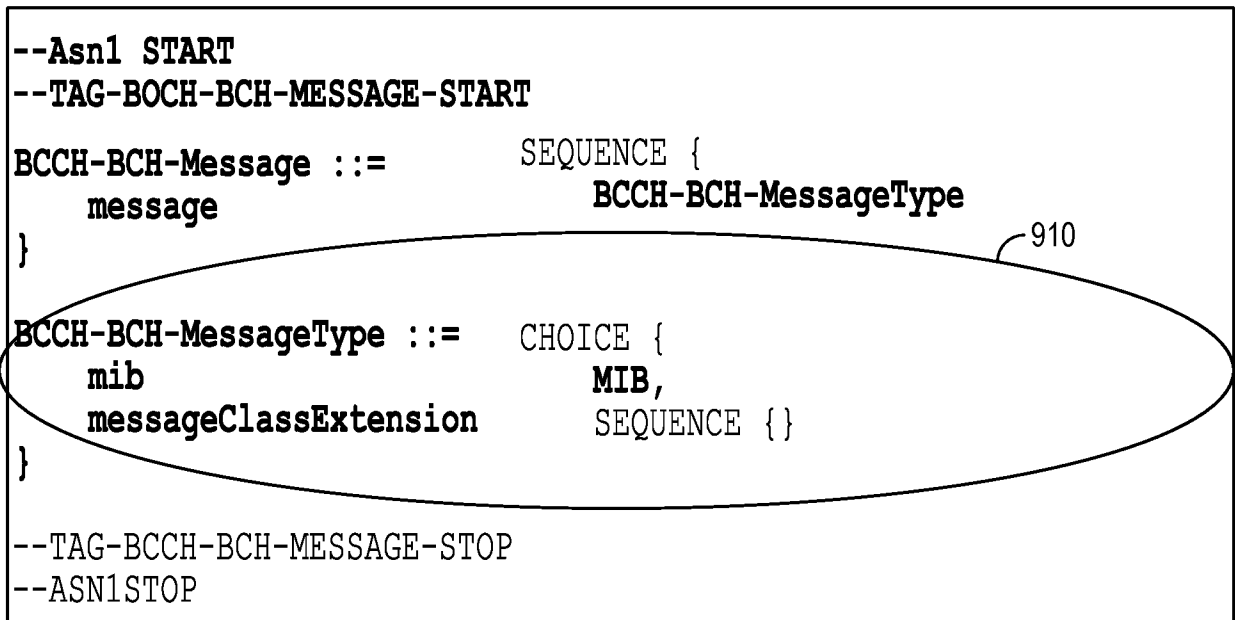 --Asn1 START
--TAG-BOCH-BCH-MESSAGE-START
BCCH-BCH-Message ::= SEQUENCE {
message BCCH-BCH-MessageType
}
910
BCCH-BCH-MessageType ::= CHOICE {
mib MIB,
messageClassExtension SEQUENCE {}
}
--TAG-BCCH-BCH-MESSAGE-STOP
--ASN1STOP